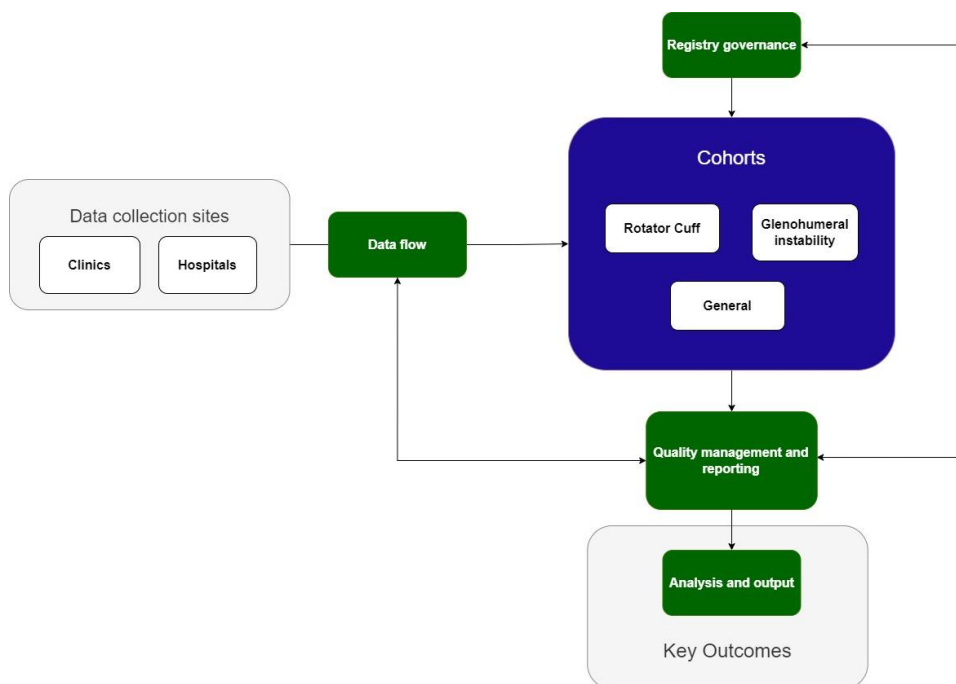 Registry governance
Cohorts
Data collection sites
Clinics
Hospitals
Data flow
Rotator Cuff
Glenohumeral
instability
General
Quality management and
reporting
Analysis and output
Key Outcomes